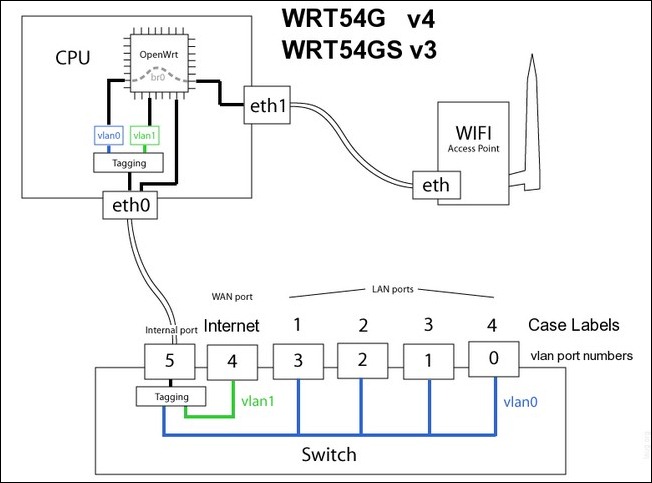 WRT54G v4
WRT54GS v3
CPU
OpenWrt
br0
vlan0
vlan1
Tagging
eth0
eth1
WIFI
Access Point
eth
WAN port
LAN ports
Internal port
Internet
1
2
3
4
Case Labels
5
4
3
2
1
0
vlan port numbers
Tagging
vlan1
vlan0
Switch